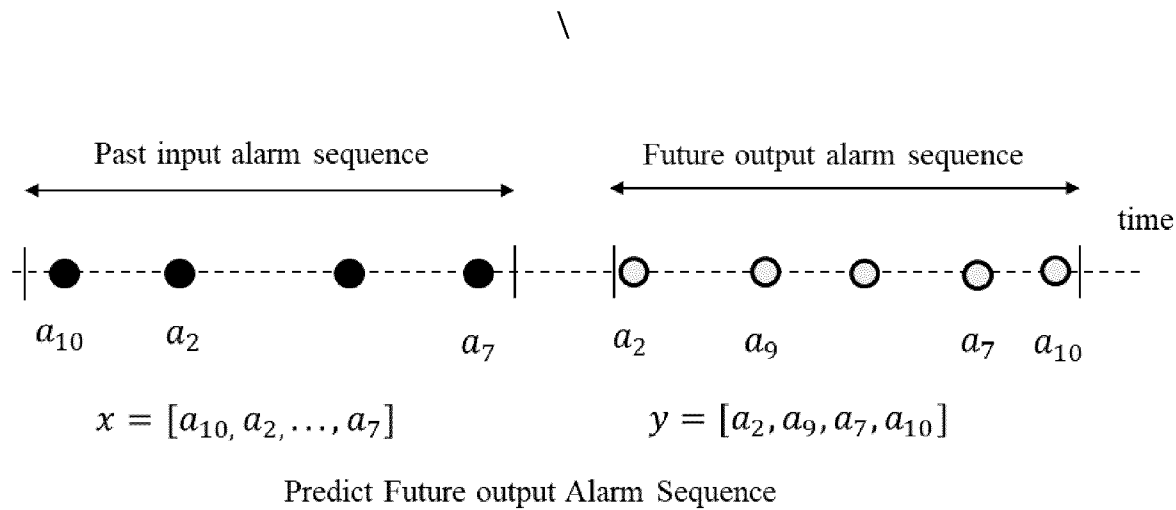 \
Past input alarm sequence
Future output alarm sequence
time
a₁₀ a₂ a₇ a₂ a₉ a₇ a₁₀
x = [a₁₀, a₂, …, a₇]
y = [a₂, a₉, a₇, a₁₀]
Predict Future output Alarm Sequence